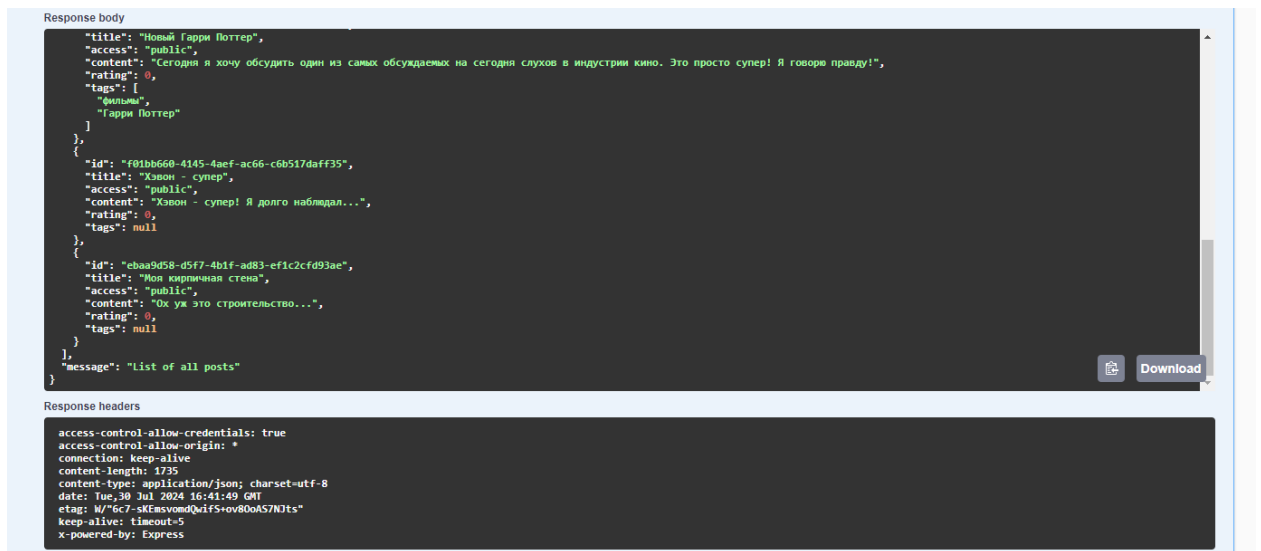 Response body
"title": "Новый Гарри Поттер",
"access": "public",
"content": "Сегодня я хочу обсудить один из самых обсуждаемых на сегодня слухов в индустрии кино. Это просто супер! Я говорю правду!",
"rating": 0,
"tags": [
"фильмы",
"Гарри Поттер"
]
},
{
"id": "f01bb660-4145-4aef-ac66-c6b517daff35",
"title": "Хэвон - супер",
"access": "public",
"content": "Хэвон - супер! Я долго наблюдал...",
"rating": 0,
"tags": null
},
{
"id": "ebaa9d58-d5f7-4b1f-ad83-ef1c2cfd93ae",
"title": "Моя кирпичная стена",
"access": "public",
"content": "Ох уж это строительство...",
"rating": 0,
"tags": null
}
],
"message": "List of all posts"
}
Download
Response headers
access-control-allow-credentials: true
access-control-allow-origin: *
connection: keep-alive
content-length: 1735
content-type: application/json; charset=utf-8
date: Tue,30 Jul 2024 16:41:49 GMT
etag: W/"6c7-sKEmsvomdQwifS+ov8OoAS7NJts"
keep-alive: timeout=5
x-powered-by: Express